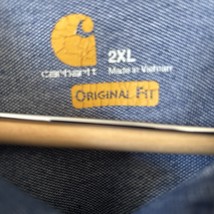 carhartt
2XL
Made in Vietnam
ORIGINAL FIT